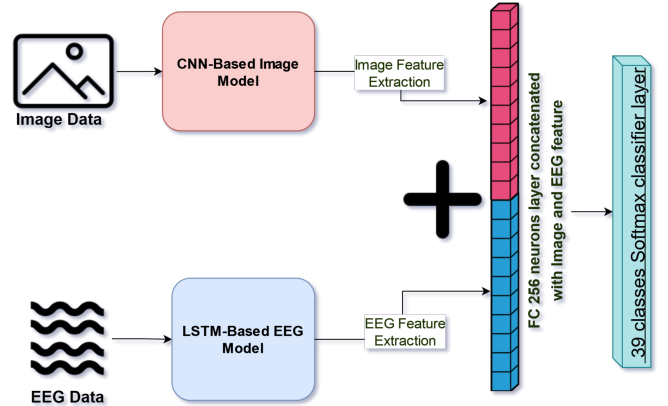 Image Data
CNN-Based Image
Model
Image Feature
Extraction
EEG Data
LSTM-Based EEG
Model
EEG Feature
Extraction
FC 256 neurons layer concatenated
with Image and EEG feature
39 classes Softmax classifier layer